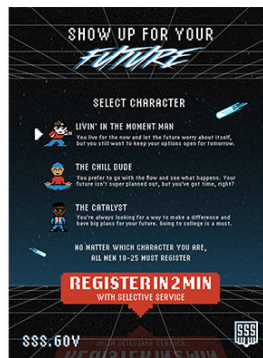 SHOW UP FOR YOUR
FUTURE
SELECT CHARACTER
LIVIN' IN THE MOMENT MAN
You live for the now and let the future worry about itself,
but you still want to keep your options open for tomorrow.
THE CHILL DUDE
You prefer to go with the flow and see what happens. Your
future isn't super planned out, but you've got time, right?
THE CATALYST
You're always looking for a way to make a difference and
have big plans for your future. Going to college is a must.
NO MATTER WHICH CHARACTER YOU ARE,
ALL MEN 18-25 MUST REGISTER
REGISTER IN 2 MIN
WITH SELECTIVE SERVICE
SSS.GOV
SSS